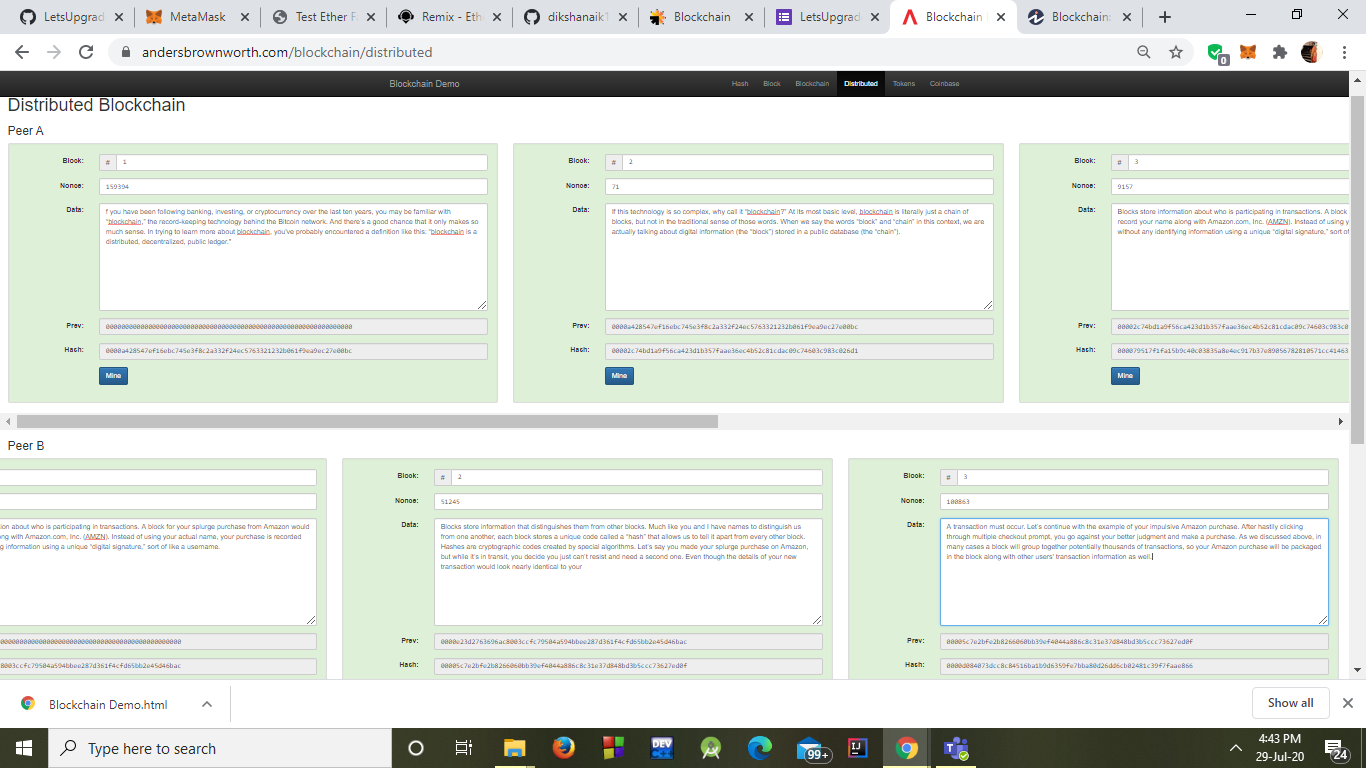 LetsUpgrad
MetaMask
Test Ether F
Remix - Eth
dikshanaik1
Blockchain
LetsUpgrad
Blockchain
Blockchain:
andersbrownworth.com/blockchain/distributed
0
Blockchain Demo
Hash
Block
Blockchain
Distributed
Tokens
Coinbase
Distributed Blockchain
Peer A
Block:
# 1
Nonce:
159394
Data:
f you have been following banking, investing, or cryptocurrency over the last ten years, you may be familiar with
“blockchain,” the record-keeping technology behind the Bitcoin network. And there's a good chance that it only makes so
much sense. In trying to learn more about blockchain, you've probably encountered a definition like this: “blockchain is a
distributed, decentralized, public ledger.”
Prev:
0000000000000000000000000000000000000000000000000000000000000000
Hash:
0000a428547ef16ebc745e3f8c2a332f24ec5763321232b061f9ea9ec27e00bc
Mine
Block:
# 2
Nonce:
71
Data:
If this technology is so complex, why call it “blockchain?” At its most basic level, blockchain is literally just a chain of
blocks, but not in the traditional sense of those words. When we say the words “block” and “chain” in this context, we are
actually talking about digital information (the “block”) stored in a public database (the “chain”).
Prev:
0000a428547ef16ebc745e3f8c2a332f24ec5763321232b061f9ea9ec27e00bc
Hash:
00002c74bd1a9f56ca423d1b357faae36ec4b52c81cdac09c74603c983c026d1
Mine
Block:
# 3
Nonce:
9157
Data:
Blocks store information about who is participating in transactions. A block
record your name along with Amazon.com, Inc. (AMZN). Instead of using y
without any identifying information using a unique “digital signature,” sort of
Prev:
00002c74bd1a9f56ca423d1b357faae36ec4b52c81cdac09c74603c983c0
Hash:
000079517f1fa15b9c40c03835a8e4ec917b37e89056782810571cc41463
Mine
Peer B
ion about who is participating in transactions. A block for your splurge purchase from Amazon would
ng with Amazon.com, Inc. (AMZN). Instead of using your actual name, your purchase is recorded
ng information using a unique “digital signature,” sort of like a username.
0000000000000000000000000000000000000000000000
c8003ccfc79504a594bbee287d361f4cfd65bb2e45d46bac
Block:
# 2
Nonce:
51245
Data:
Blocks store information that distinguishes them from other blocks. Much like you and I have names to distinguish us
from one another, each block stores a unique code called a “hash” that allows us to tell it apart from every other block.
Hashes are cryptographic codes created by special algorithms. Let's say you made your splurge purchase on Amazon,
but while it's in transit, you decide you just can't resist and need a second one. Even though the details of your new
transaction would look nearly identical to your
Prev:
0000e23d2763696ac8003ccfc79504a594bbee287d361f4cfd65bb2e45d46bac
Hash:
00005c7e2bfe2b8266060bb39ef4044a886c8c31e37d848bd3b5ccc73627ed0f
Block:
# 3
Nonce:
100863
Data:
A transaction must occur. Let's continue with the example of your impulsive Amazon purchase. After hastily clicking
through multiple checkout prompt, you go against your better judgment and make a purchase. As we discussed above, in
many cases a block will group together potentially thousands of transactions, so your Amazon purchase will be packaged
in the block along with other users' transaction information as well.
Prev:
00005c7e2bfe2b8266060bb39ef4044a886c8c31e37d848bd3b5ccc73627ed0f
Hash:
0000d084073dcc8c84516ba1b9d6359fe7bba80d26dd6cb02481c39f7faae866
Blockchain Demo.html
Show all
Type here to search
DEV
99+
IJ
4:43 PM
29-Jul-20
24